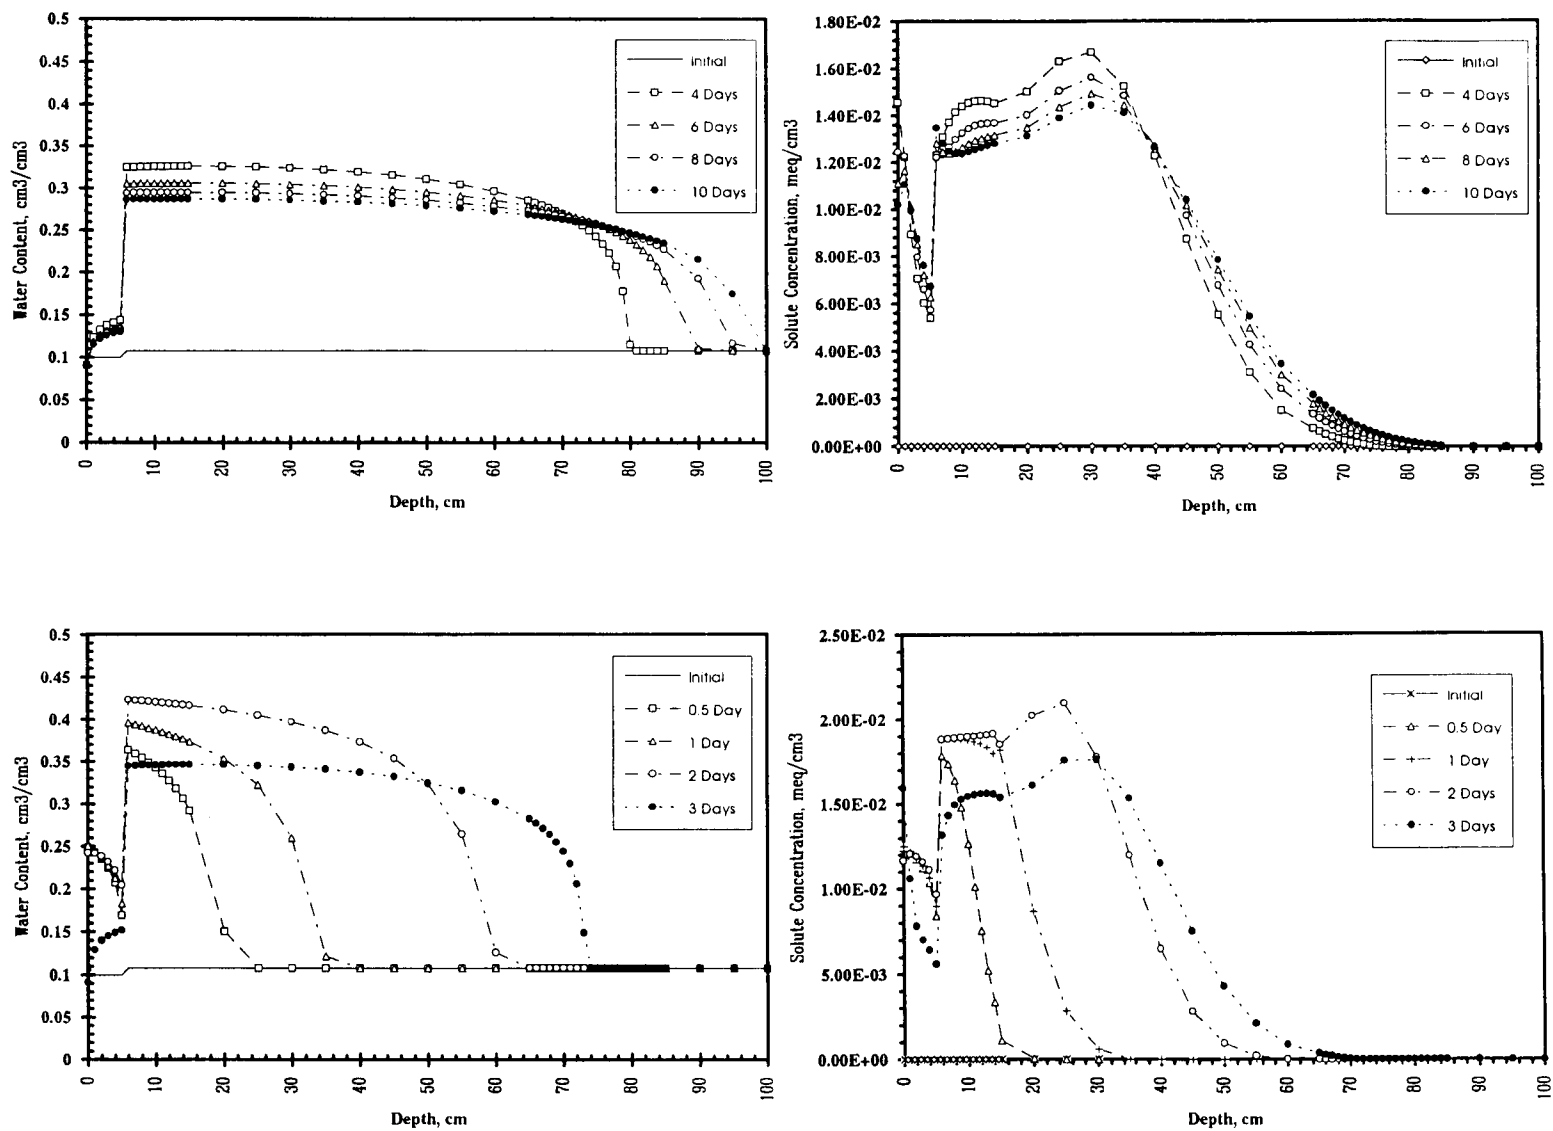 0.5
0.45
0.4
0.35
0.3
0.25
0.2
0.15
0.1
0.05
0
Water Content, cm3/cm3
0 10 20 30 40 50 60 70 80 90 100
Depth, cm
Initial
4 Days
6 Days
8 Days
10 Days
1.80E-02
1.60E-02
1.40E-02
1.20E-02
1.00E-02
8.00E-03
6.00E-03
4.00E-03
2.00E-03
0.00E+00
Solute Concentration, meq/cm3
0 10 20 30 40 50 60 70 80 90 100
Depth, cm
Initial
4 Days
6 Days
8 Days
10 Days
0.5
0.45
0.4
0.35
0.3
0.25
0.2
0.15
0.1
0.05
0
Water Content, cm3/cm3
0 10 20 30 40 50 60 70 80 90 100
Depth, cm
Initial
0.5 Day
1 Day
2 Days
3 Days
2.50E-02
2.00E-02
1.50E-02
1.00E-02
5.00E-03
0.00E+00
Solute Concentration, meq/cm3
0 10 20 30 40 50 60 70 80 90 100
Depth, cm
Initial
0.5 Day
1 Day
2 Days
3 Days